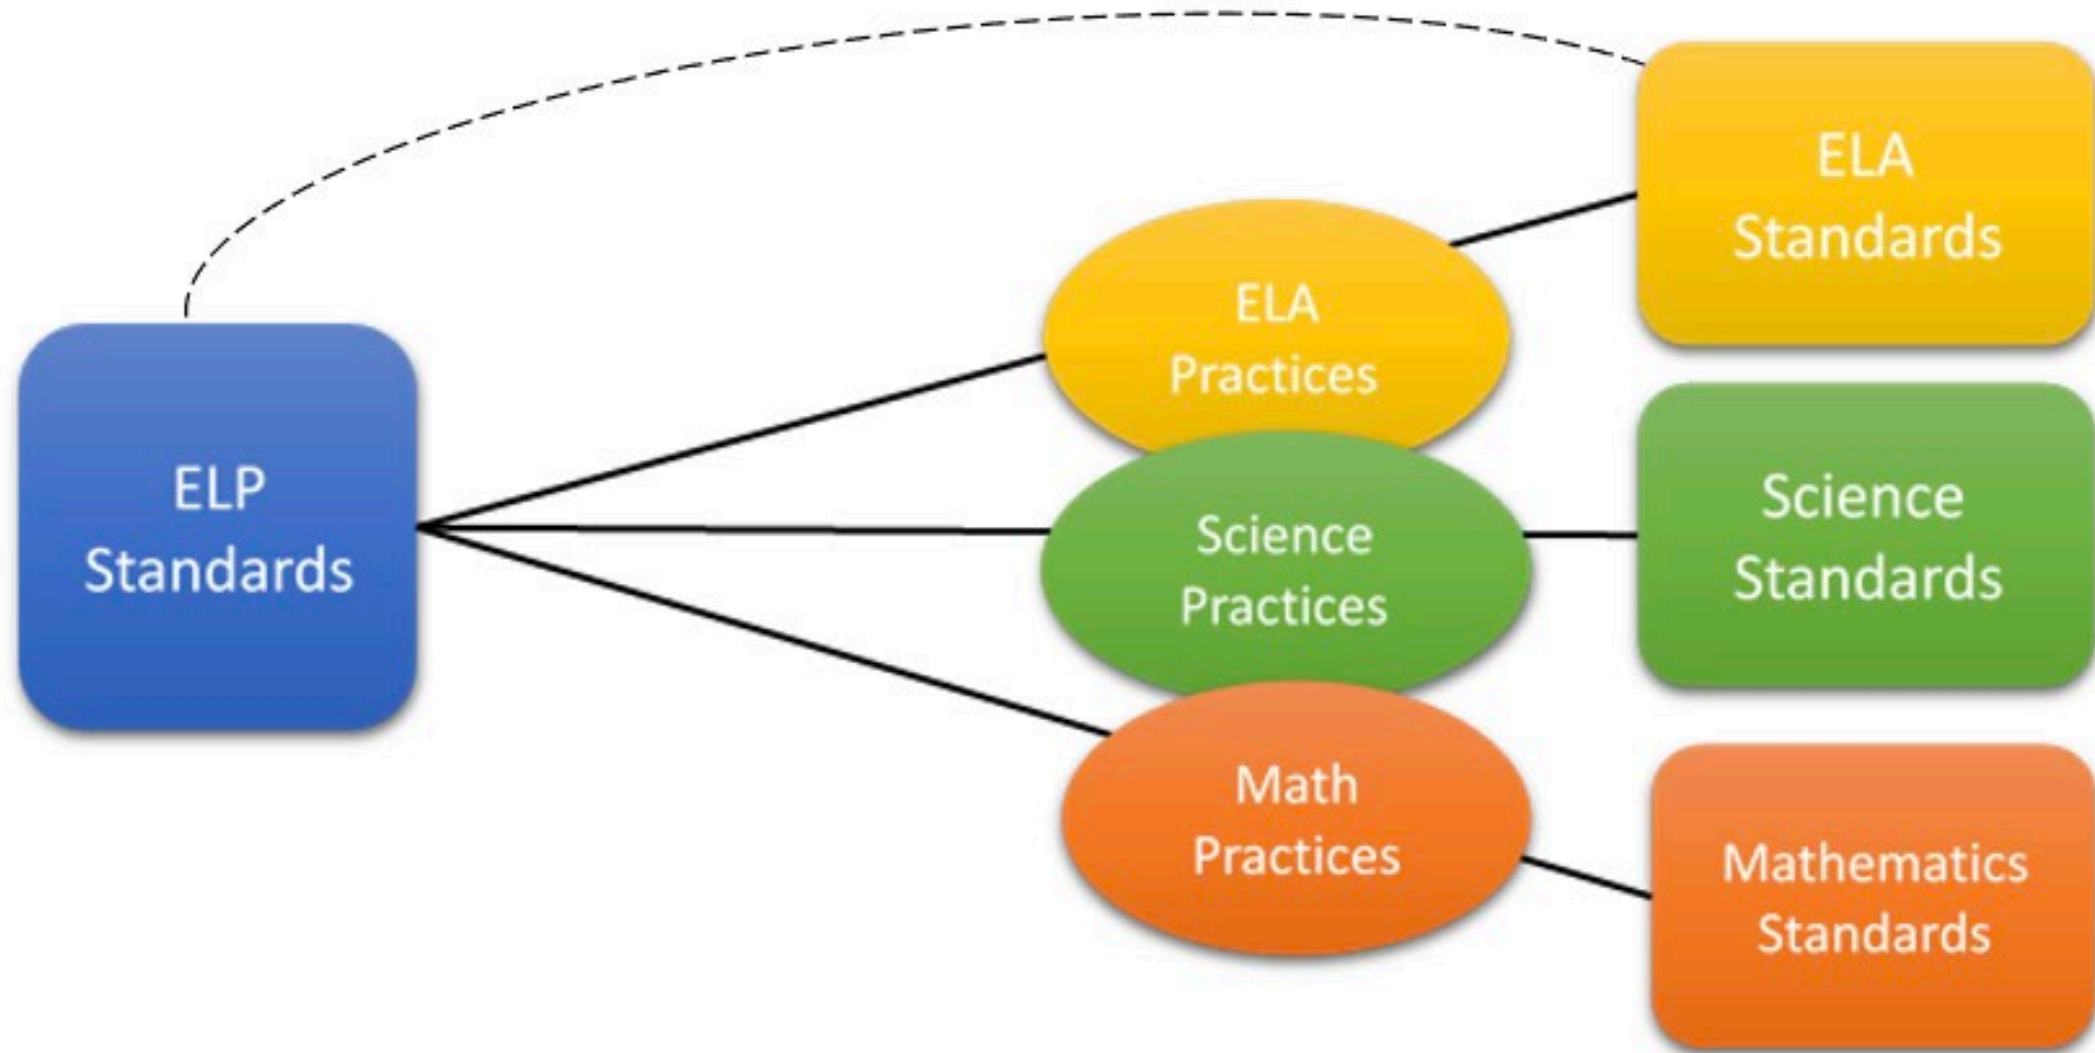 ELP
Standards
ELA
Practices
Science
Practices
Math
Practices
ELA
Standards
Science
Standards
Mathematics
Standards